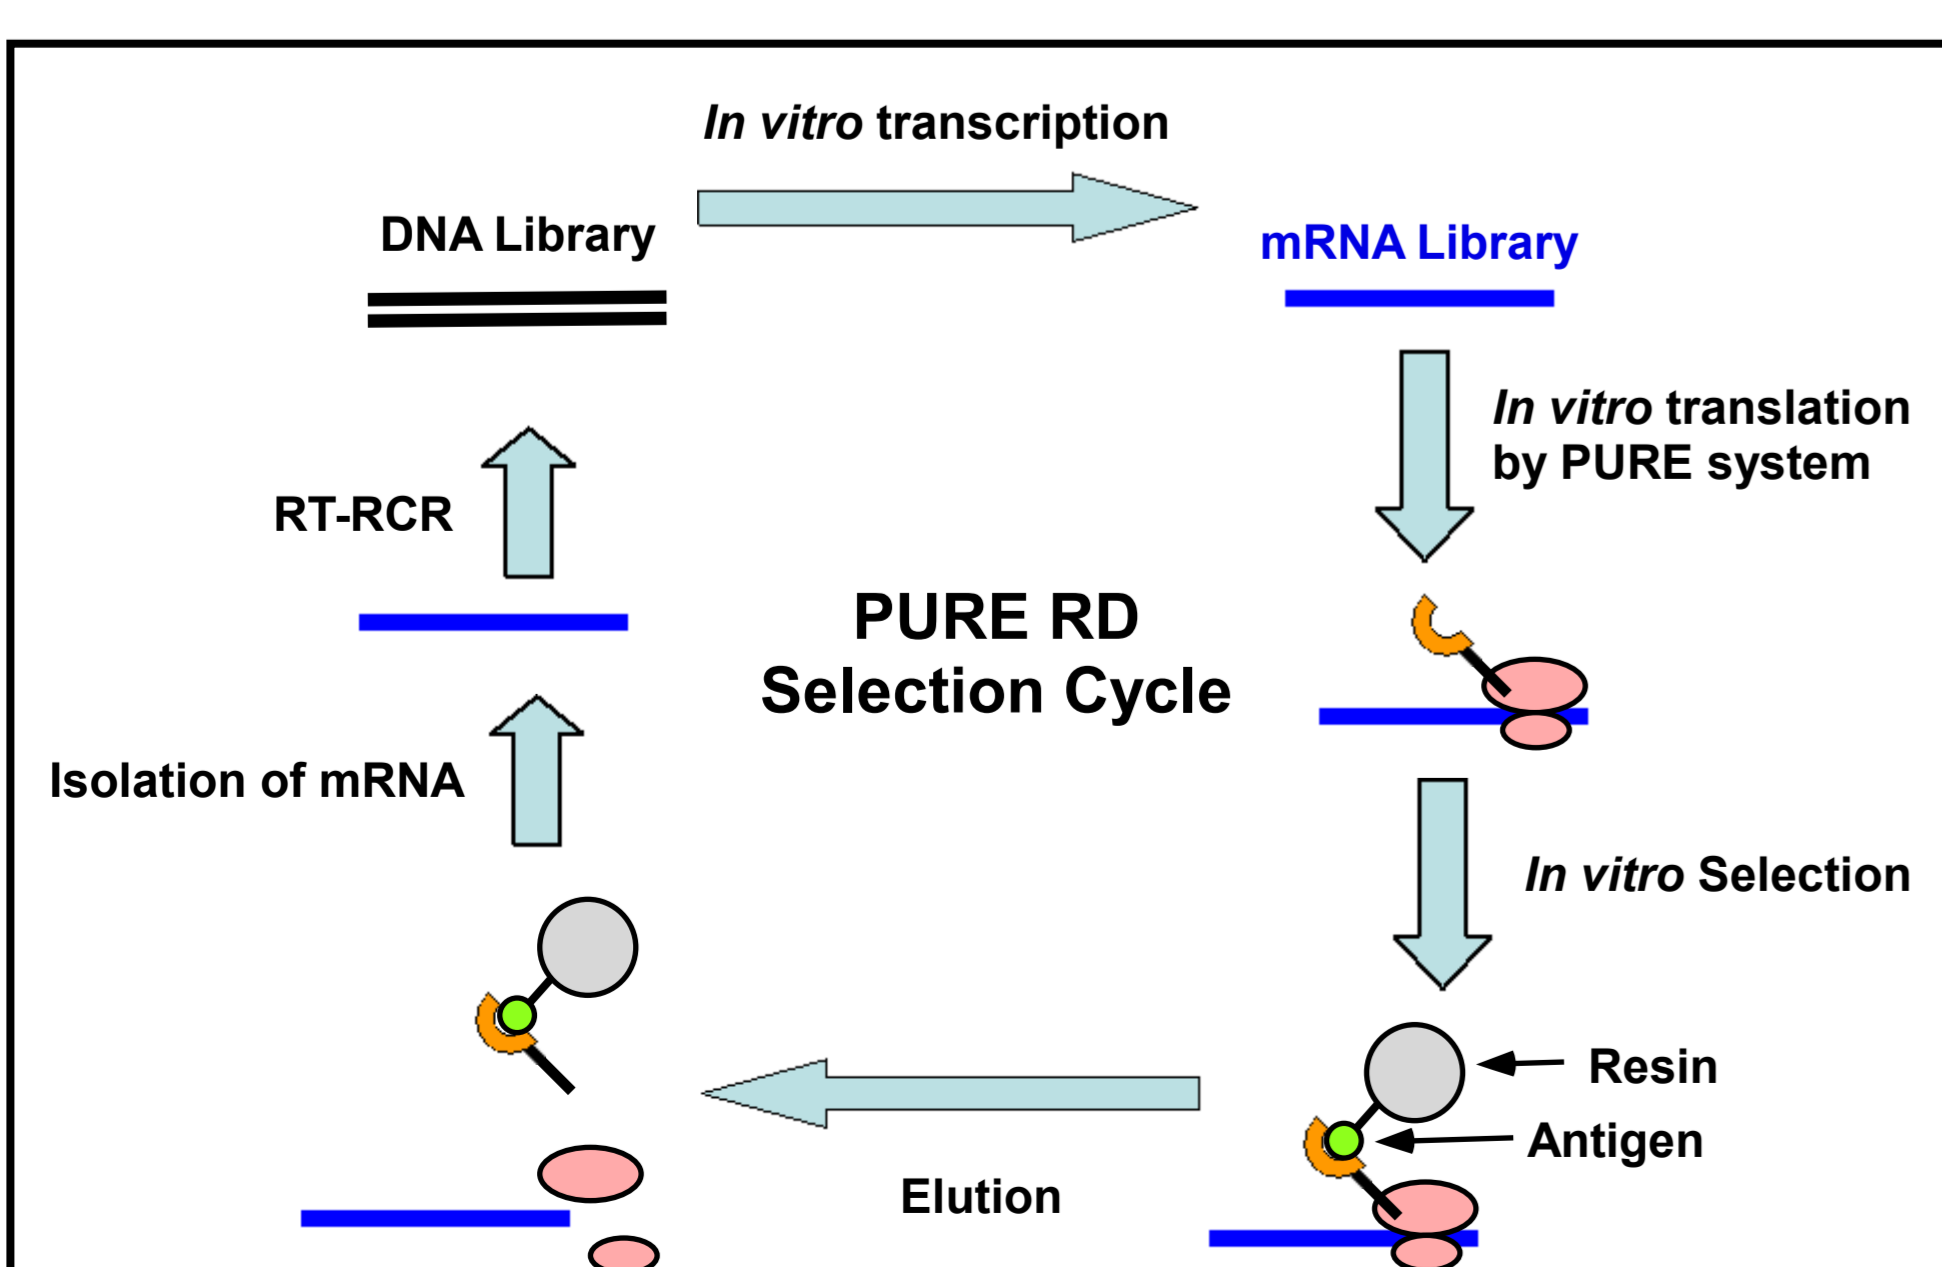 In vitro transcription
DNA Library
mRNA Library
In vitro translation
by PURE system
RT-RCR
PURE RD
Selection Cycle
Isolation of mRNA
In vitro Selection
Resin
Antigen
Elution